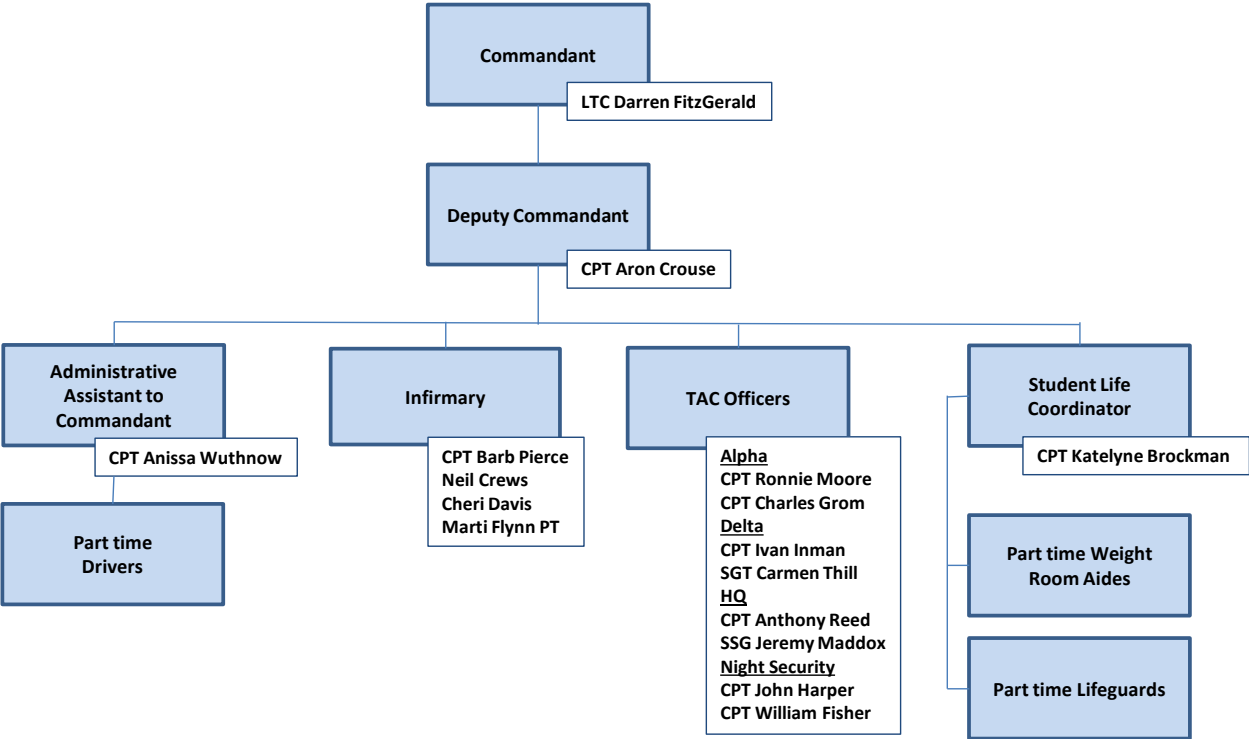 Commandant
LTC Darren FitzGerald
Deputy Commandant
CPT Aron Crouse
Administrative
Assistant to
Commandant
CPT Anissa Wuthnow
Part time
Drivers
Infirmary
CPT Barb Pierce
Neil Crews
Cheri Davis
Marti Flynn PT
TAC Officers
Alpha
CPT Ronnie Moore
CPT Charles Grom
Delta
CPT Ivan Inman
SGT Carmen Thill
HQ
CPT Anthony Reed
SSG Jeremy Maddox
Night Security
CPT John Harper
CPT William Fisher
Student Life
Coordinator
CPT Katelyne Brockman
Part time Weight
Room Aides
Part time Lifeguards